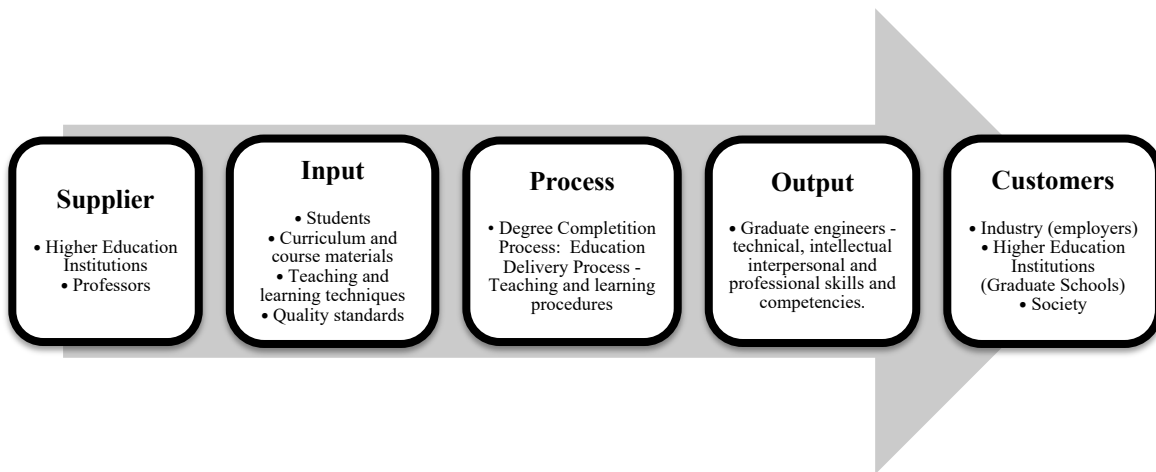 Supplier
• Higher Education
Institutions
• Professors
Input
• Students
• Curriculum and
course materials
• Teaching and
learning techniques
• Quality standards
Process
• Degree Completition
Process:  Education
Delivery Process -
Teaching and learning
procedures
Output
• Graduate engineers -
technical, intellectual
interpersonal and
professional skills and
competencies.
Customers
• Industry (employers)
• Higher Education
Institutions
(Graduate Schools)
• Society